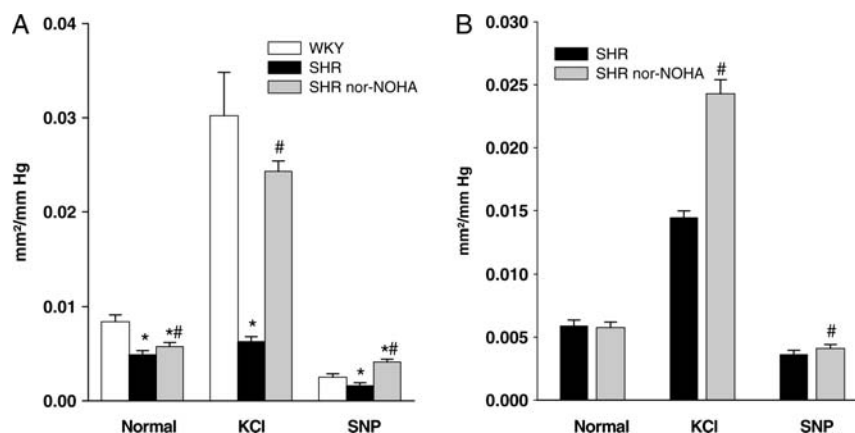 A
mm²/mm Hg
0.04
0.03
0.02
0.01
0.00
WKY
SHR
SHR nor-NOHA
*
*#
*
#
*
*#
Normal KCl SNP
B
mm²/mm Hg
0.030
0.025
0.020
0.015
0.010
0.005
0.000
SHR
SHR nor-NOHA
#
#
Normal KCl SNP